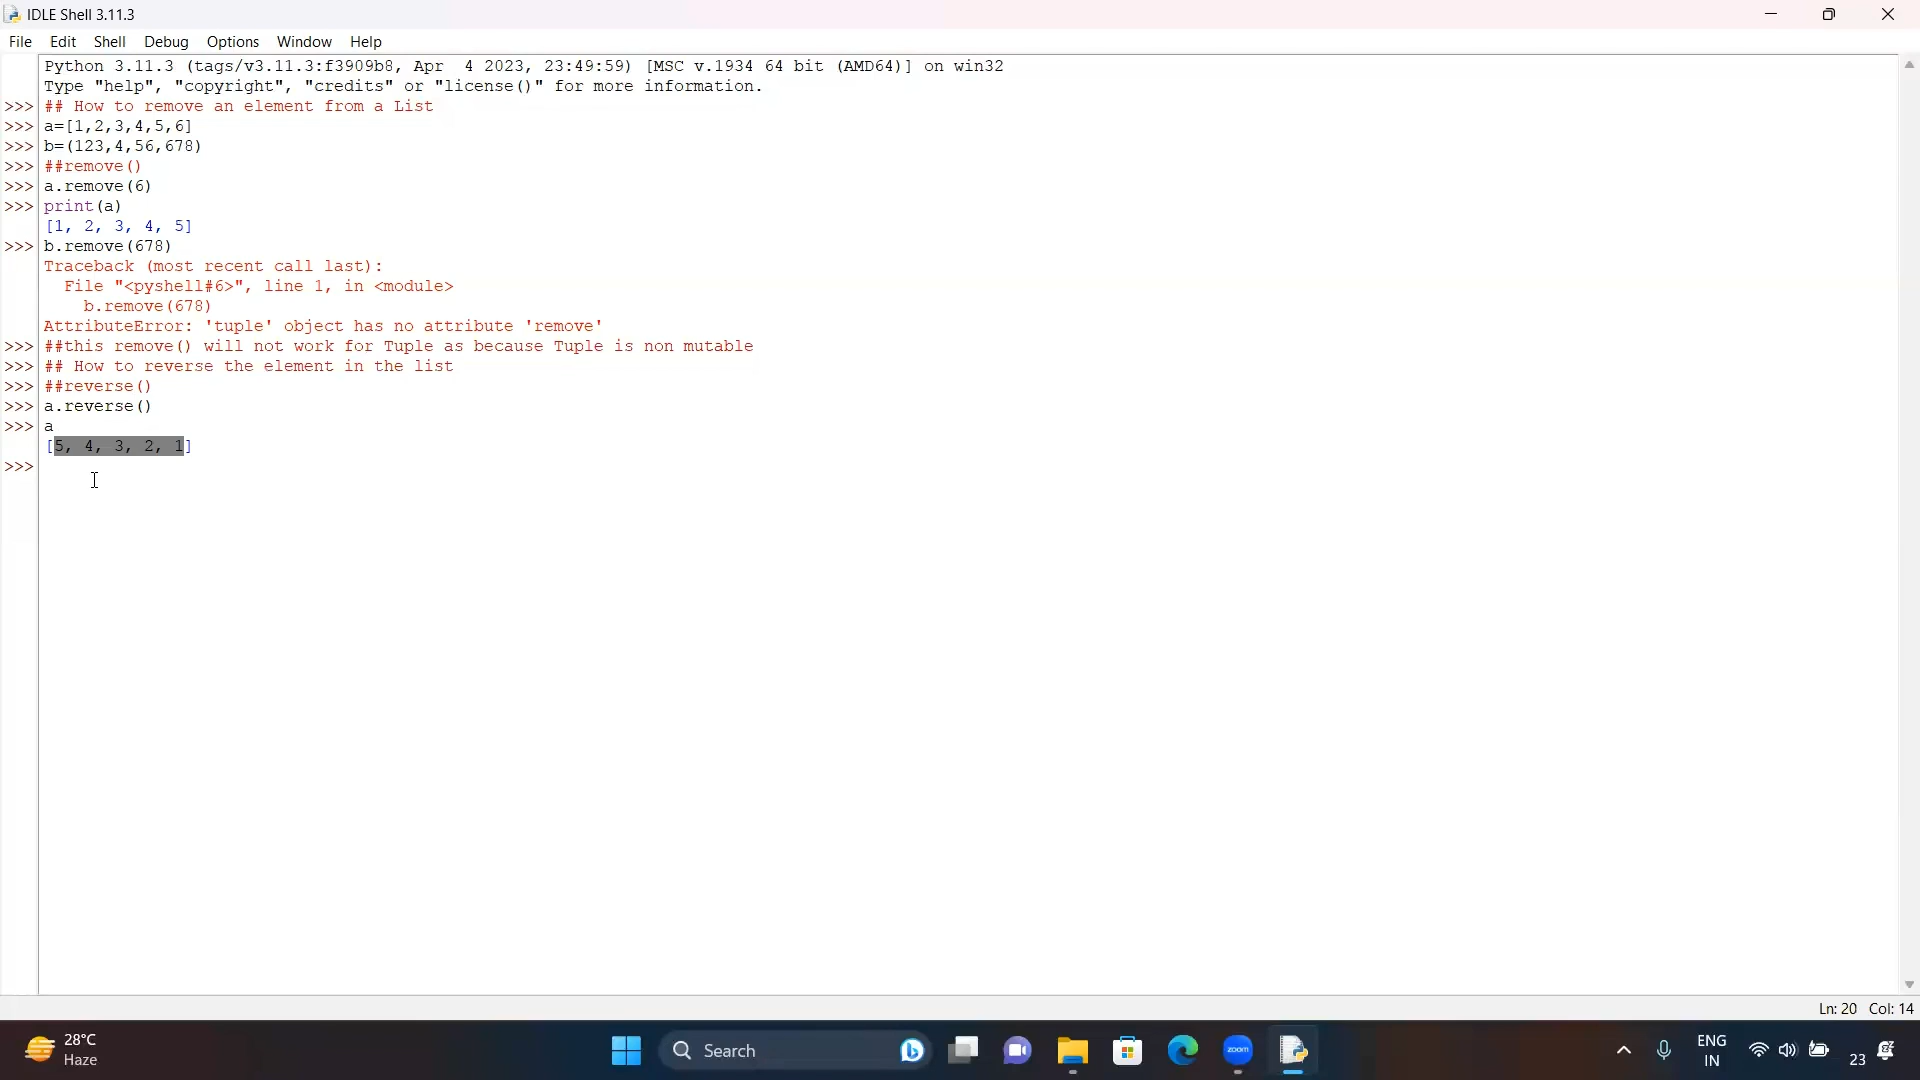 IDLE Shell 3.11.3
File Edit Shell Debug Options Window Help
Python 3.11.3 (tags/v3.11.3:f3909b8, Apr  4 2023, 23:49:59) [MSC v.1934 64 bit (AMD64)] on win32
Type "help", "copyright", "credits" or "license()" for more information.
>>> ## How to remove an element from a List
>>> a=[1,2,3,4,5,6]
>>> b=(123,4,56,678)
>>> ##remove()
>>> a.remove(6)
>>> print(a)
[1, 2, 3, 4, 5]
>>> b.remove(678)
Traceback (most recent call last):
  File "<pyshell#6>", line 1, in <module>
    b.remove(678)
AttributeError: 'tuple' object has no attribute 'remove'
>>> ##this remove() will not work for Tuple as because Tuple is non mutable
>>> ## How to reverse the element in the list
>>> ##reverse()
>>> a.reverse()
>>> a
[5, 4, 3, 2, 1]
>>>
Ln: 20 Col: 14
28°C
Haze
Search
zoom
ENG
IN
23